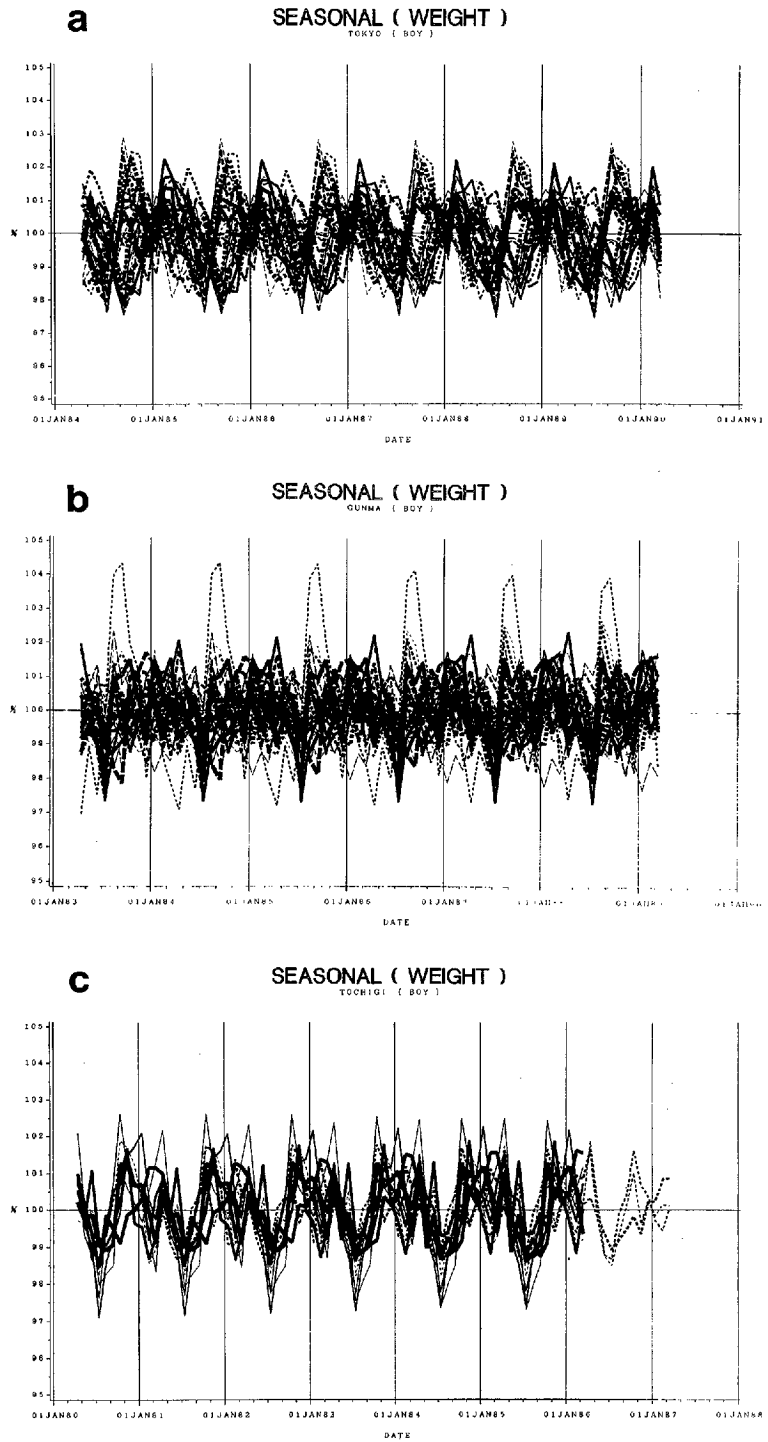 a
SEASONAL ( WEIGHT )
TOKYO ( BOY )
105
104
103
102
101
% 100
99
98
97
96
95
01JAN84 01JAN85 01JAN86 01JAN87 01JAN88 01JAN89 01JAN90 01JAN91
DATE
b
SEASONAL ( WEIGHT )
GUNMA ( BOY )
105
104
103
102
101
% 100
99
98
97
96
95
01JAN83 01JAN84 01JAN85 01JAN86
DATE
c
SEASONAL ( WEIGHT )
TOCHIGI ( BOY )
105
104
103
102
101
% 100
99
98
97
96
95
01JAN80 01JAN81 01JAN82 01JAN83 01JAN84 01JAN85 01JAN86 01JAN87 01JAN88
DATE